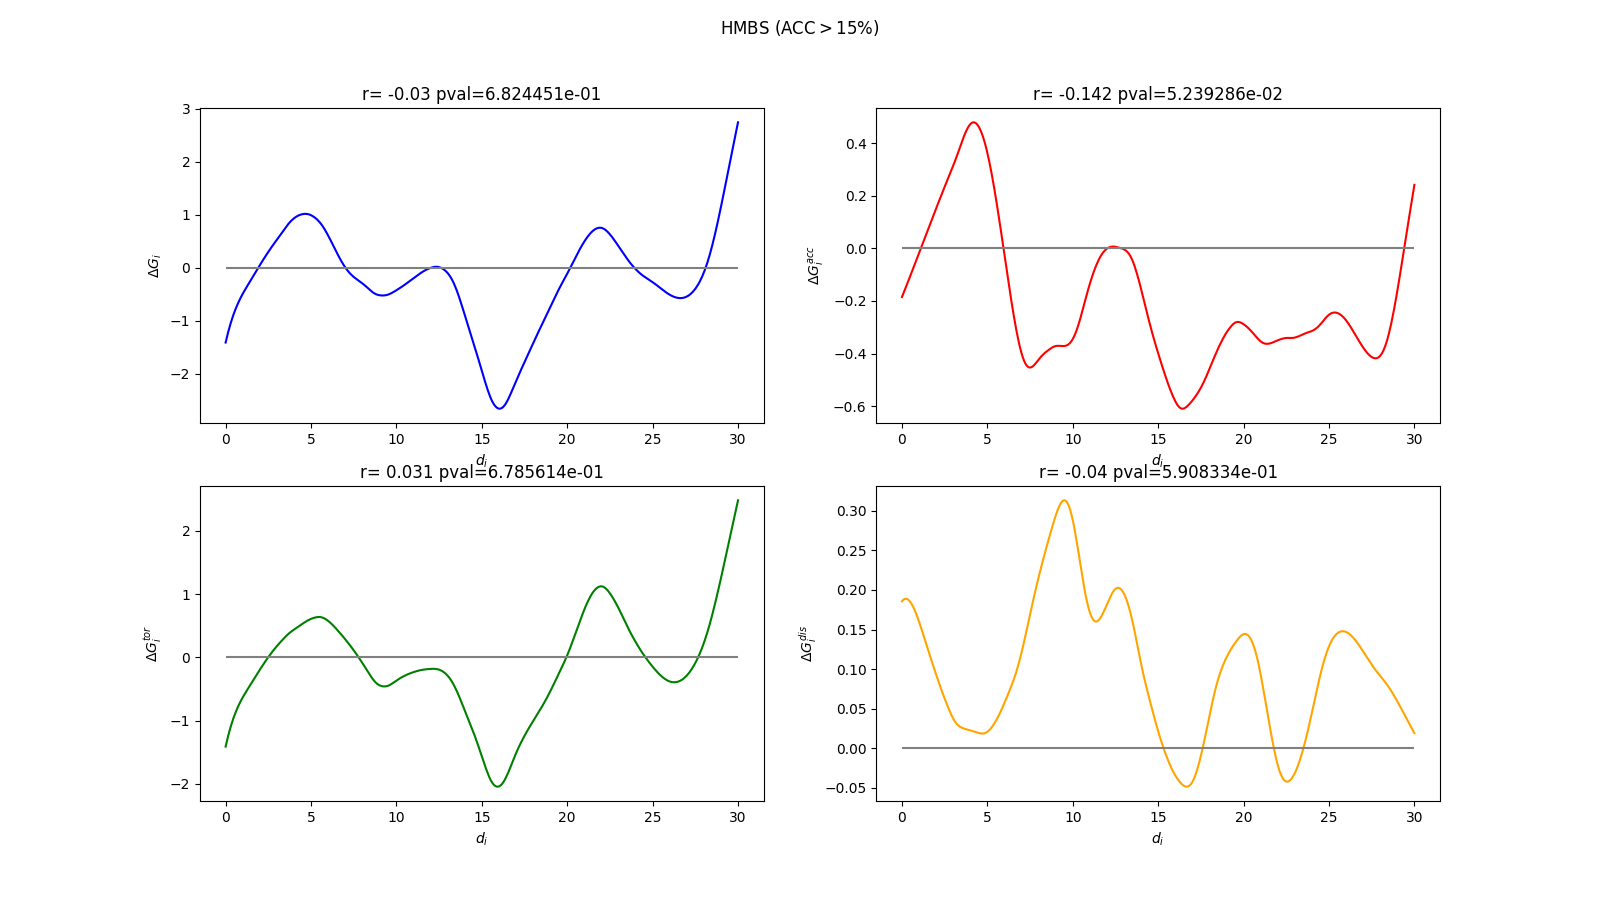 HMBS (ACC > 15%)
r= -0.03 pval=6.824451e-01
3
2
1
0
−1
−2
ΔG_i
0 5 10 15 20 25 30
d_i
r= -0.142 pval=5.239286e-02
0.4
0.2
0.0
−0.2
−0.4
−0.6
ΔG_i^acc
0 5 10 15 20 25 30
d_i
r= 0.031 pval=6.785614e-01
2
1
0
−1
−2
ΔG_i^tor
0 5 10 15 20 25 30
d_i
r= -0.04 pval=5.908334e-01
0.30
0.25
0.20
0.15
0.10
0.05
0.00
−0.05
ΔG_i^dis
0 5 10 15 20 25 30
d_i